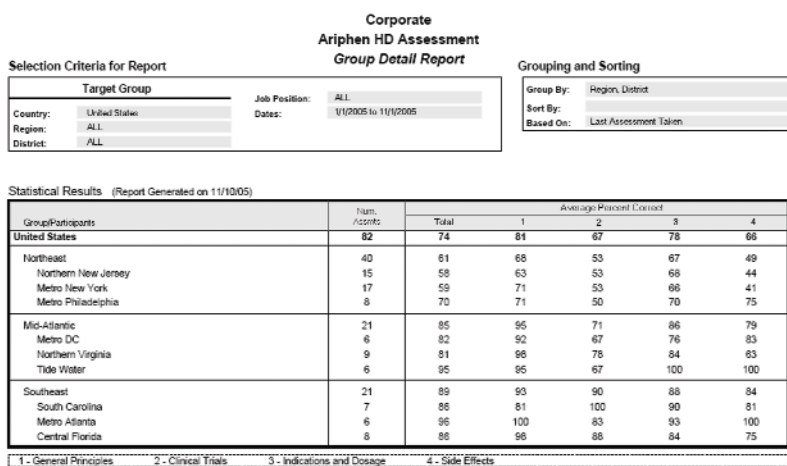 Corporate
Ariphen HD Assessment
Group Detail Report
Selection Criteria for Report
Grouping and Sorting
Target Group
Country: United States
Region: ALL
District: ALL
Job Position: ALL
Dates: 1/1/2005 to 11/1/2005
Group By: Region, District
Sort By:
Based On: Last Assessment Taken
Statistical Results (Report Generated on 11/10/05)
Num. Average Percent Correct
Group/Participants Assmts Total 1 2 3 4
United States 82 74 81 67 78 66
Northeast 40 61 68 53 67 49
Northern New Jersey 15 58 63 53 68 44
Metro New York 17 59 71 53 66 41
Metro Philadelphia 8 70 71 50 70 75
Mid-Atlantic 21 85 95 71 86 79
Metro DC 6 82 92 67 76 83
Northern Virginia 9 81 96 78 84 63
Tide Water 6 95 95 67 100 100
Southeast 21 89 93 90 88 84
South Carolina 7 86 81 100 90 81
Metro Atlanta 6 96 100 83 93 100
Central Florida 8 86 96 88 84 75
1 - General Principles 2 - Clinical Trials 3 - Indications and Dosage 4 - Side Effects